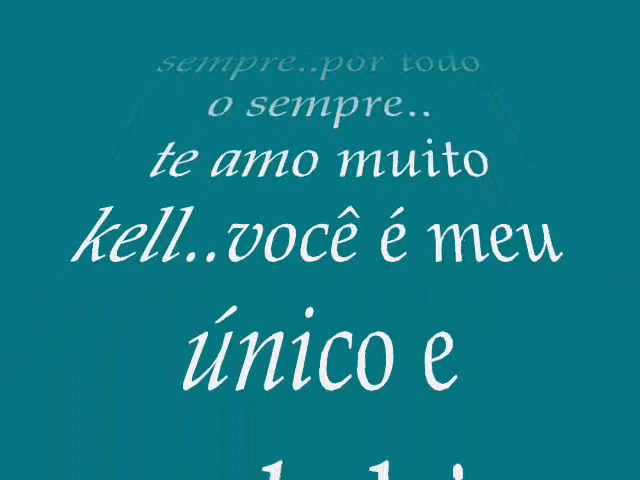 sempre..por todo
o sempre..
te amo muito
kell..você é meu
único e